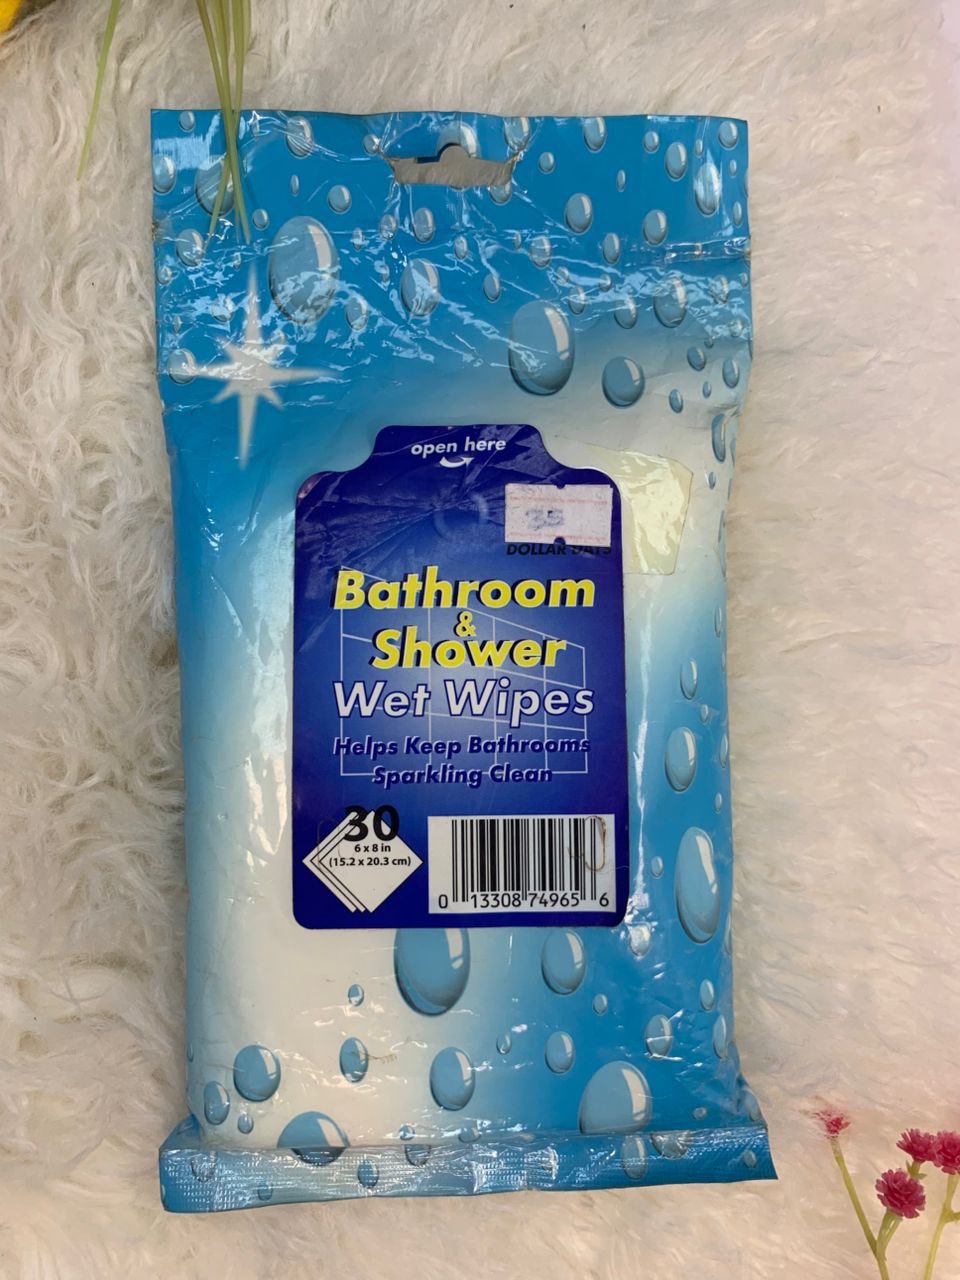 open here
35
DOLLAR DAYS
Bathroom
&
Shower
Wet Wipes
Helps Keep Bathrooms
Sparkling Clean
30
6 x 8 in
(15.2 x 20.3 cm)
0 13308 74965 6